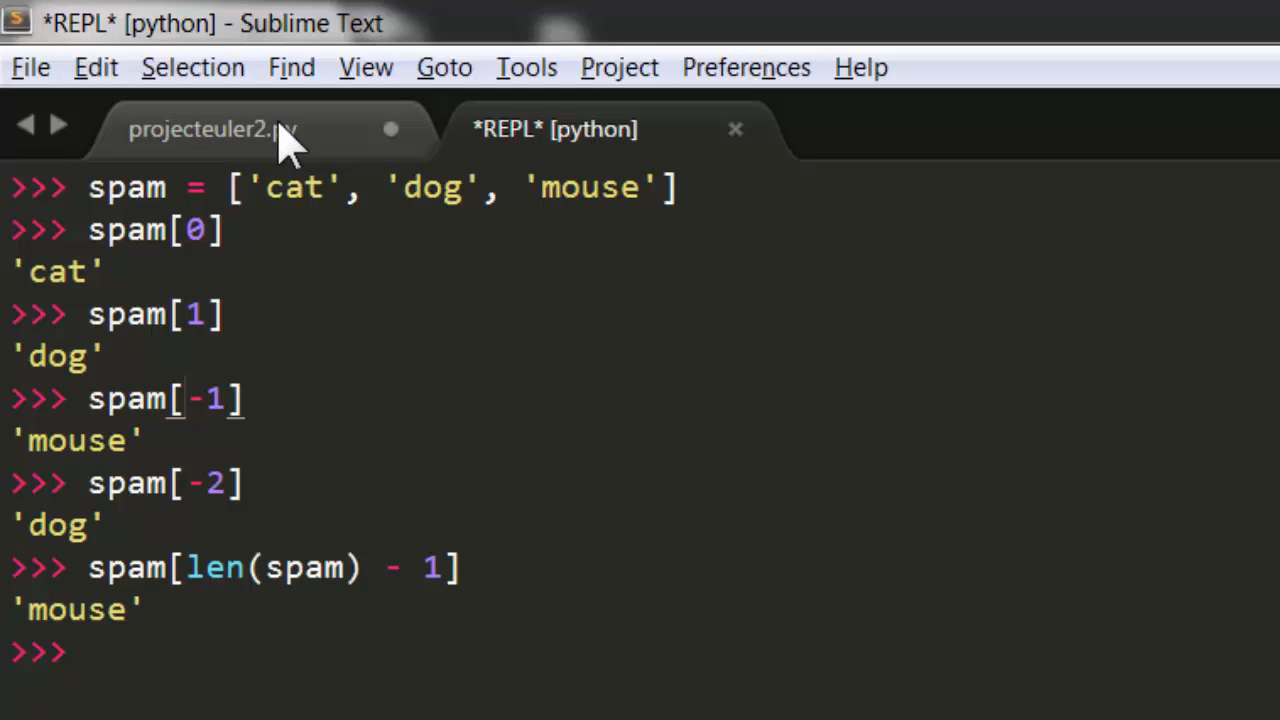 *REPL* [python] - Sublime Text
File Edit Selection Find View Goto Tools Project Preferences Help
projecteuler2.py *REPL* [python]
>>> spam = ['cat', 'dog', 'mouse']
>>> spam[0]
'cat'
>>> spam[1]
'dog'
>>> spam[-1]
'mouse'
>>> spam[-2]
'dog'
>>> spam[len(spam) - 1]
'mouse'
>>>